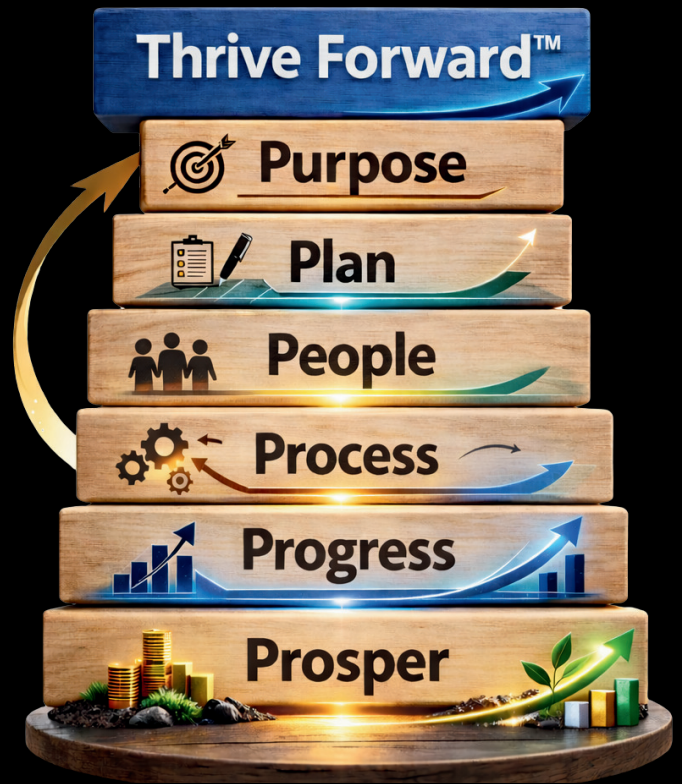 Thrive Forward™
Purpose
Plan
People
Process
Progress
Prosper